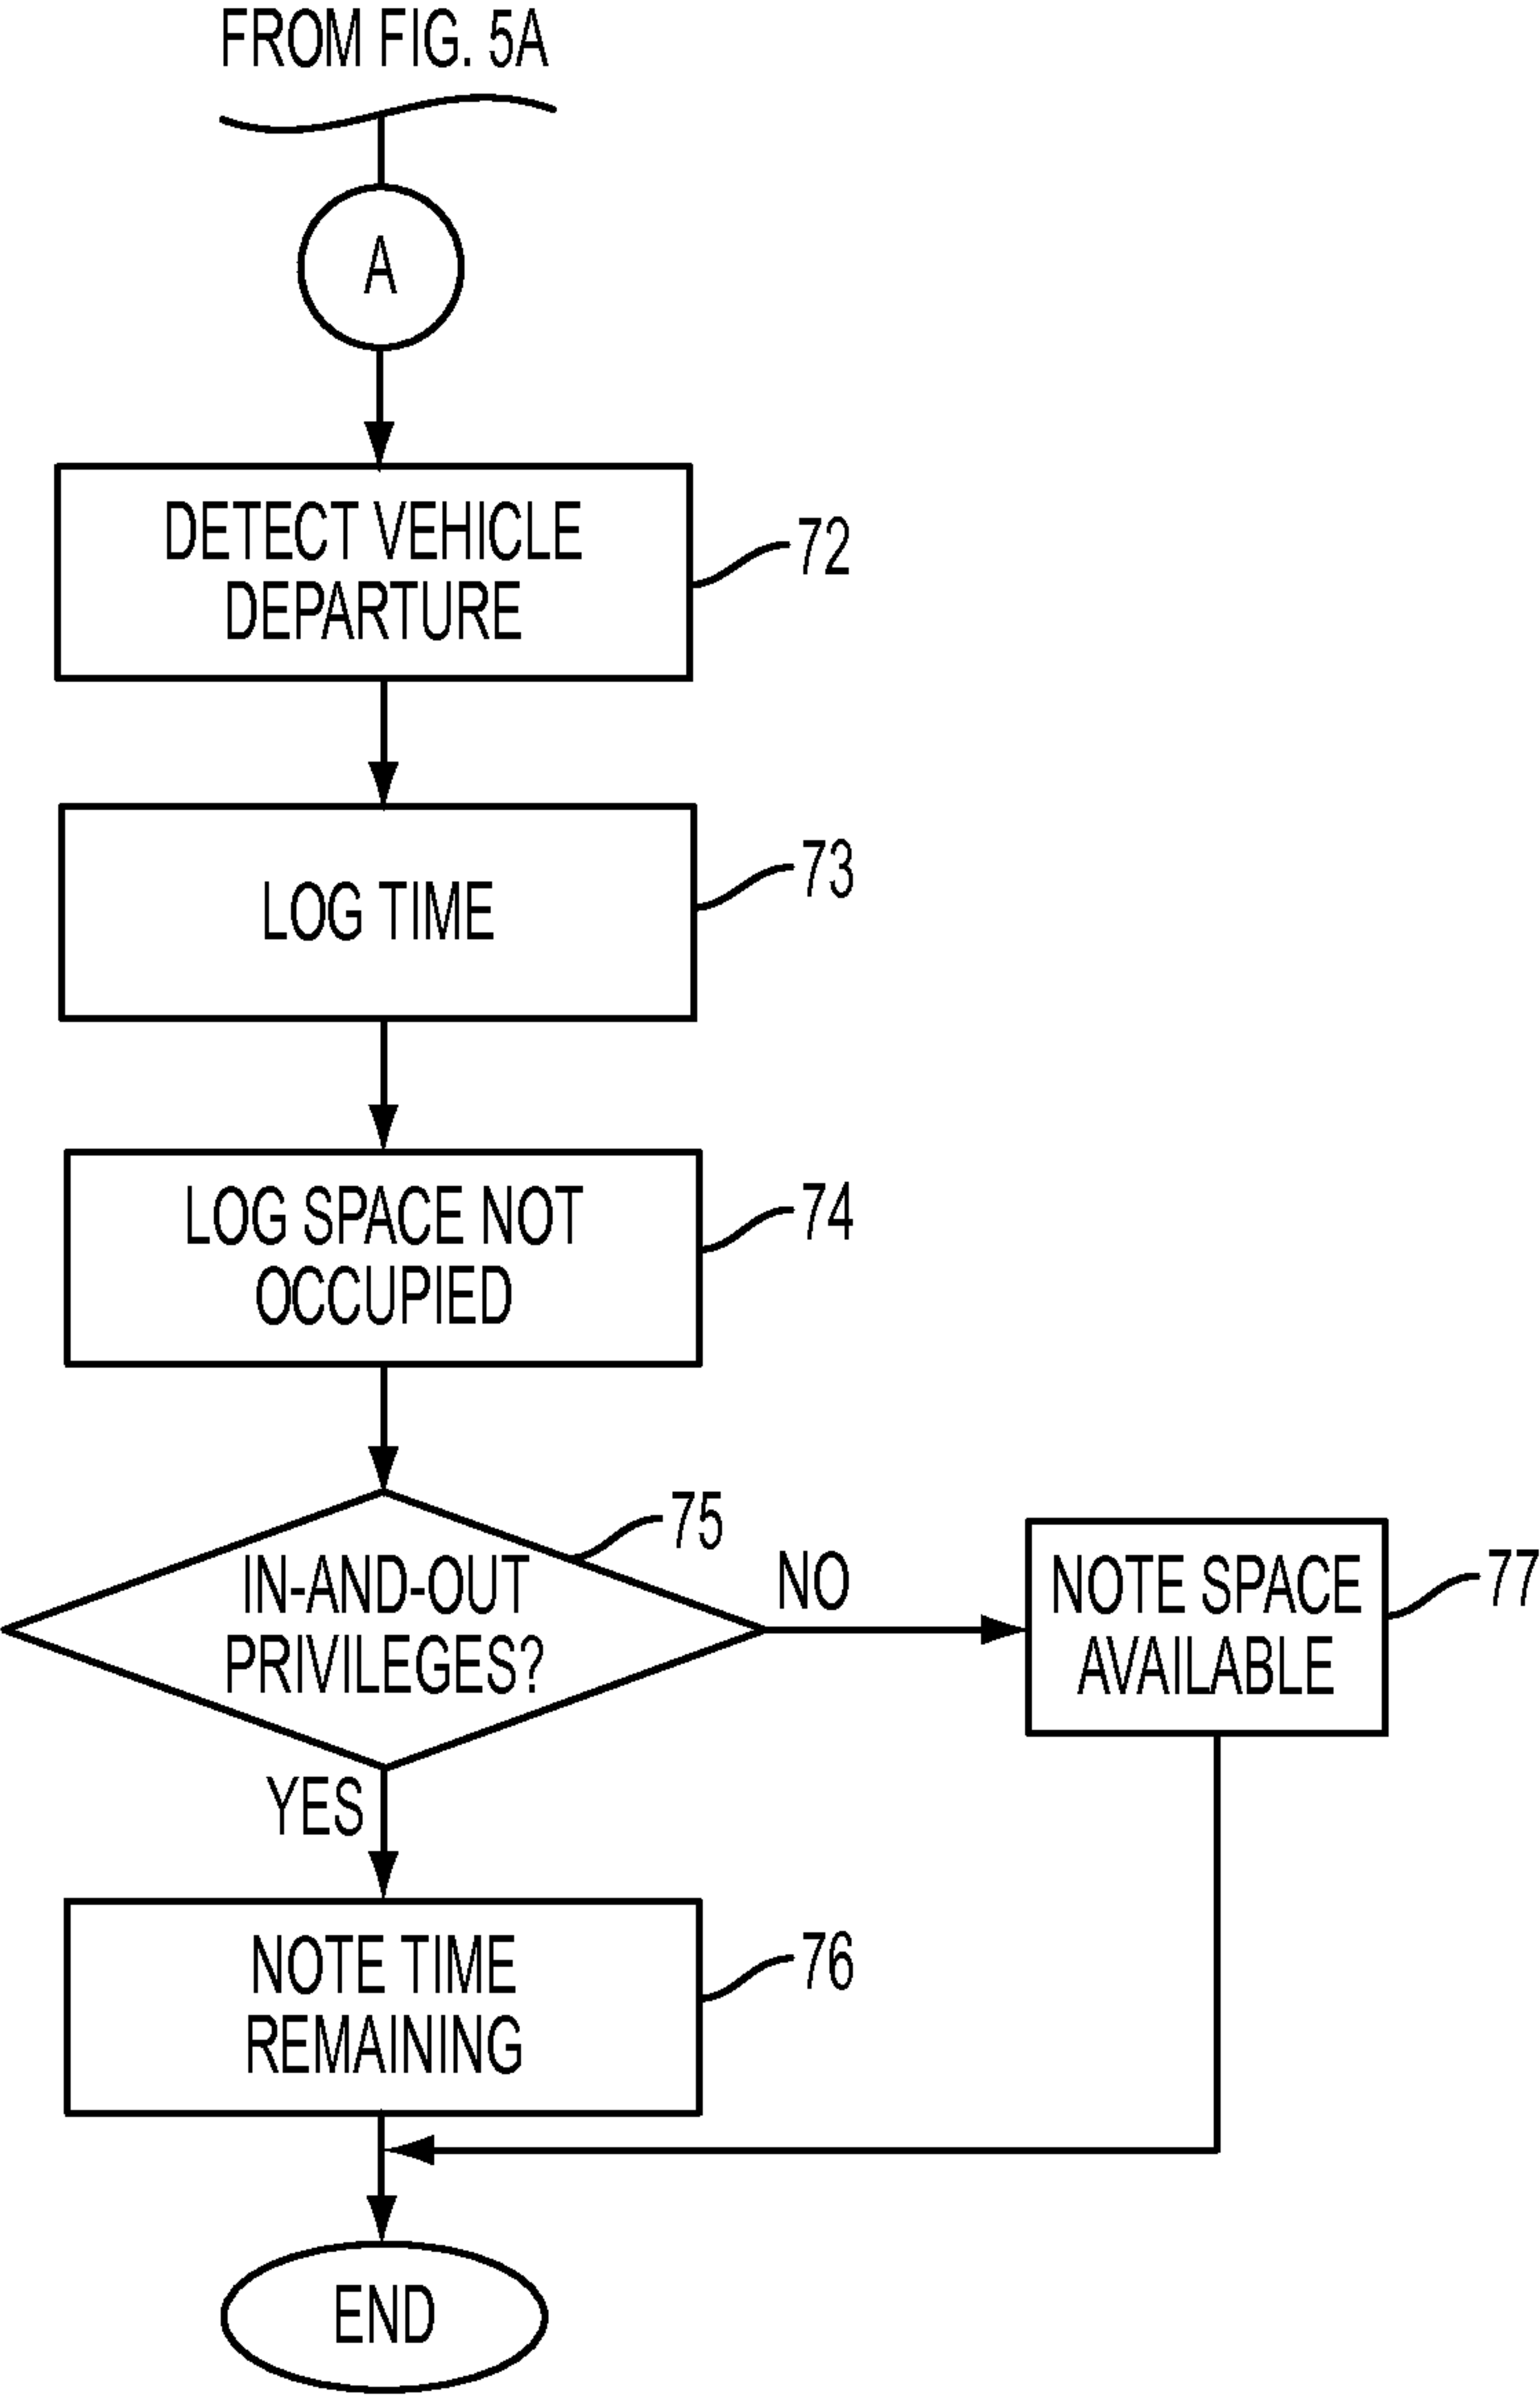 FROM FIG. 5A
A
DETECT VEHICLE
DEPARTURE
72
LOG TIME
73
LOG SPACE NOT
OCCUPIED
74
IN-AND-OUT
PRIVILEGES?
75
NO
NOTE SPACE
AVAILABLE
77
YES
NOTE TIME
REMAINING
76
END